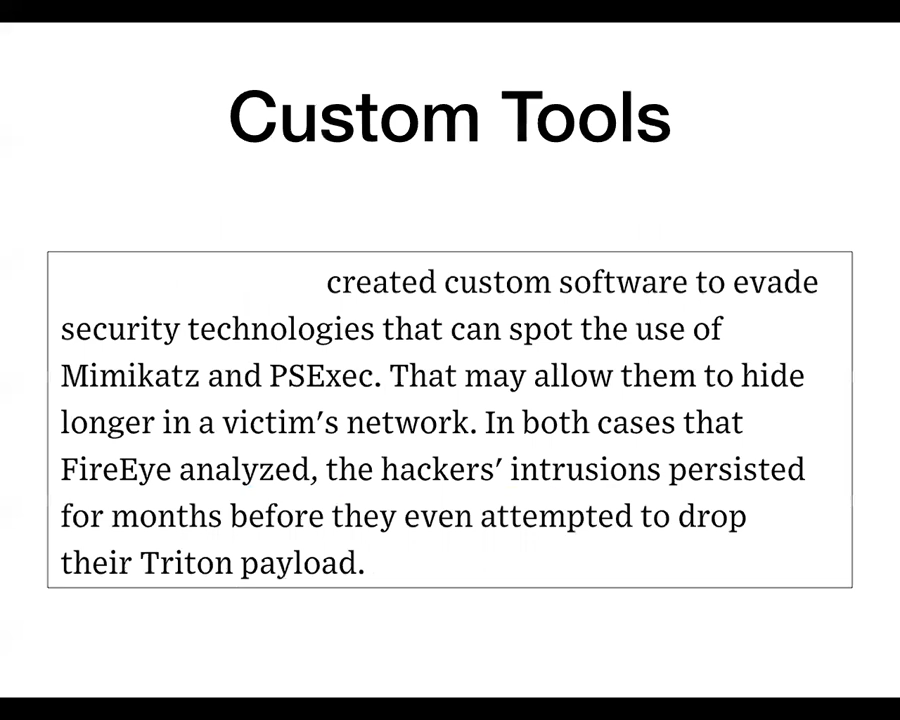 Custom Tools
created custom software to evade
security technologies that can spot the use of
Mimikatz and PSExec. That may allow them to hide
longer in a victim's network. In both cases that
FireEye analyzed, the hackers' intrusions persisted
for months before they even attempted to drop
their Triton payload.